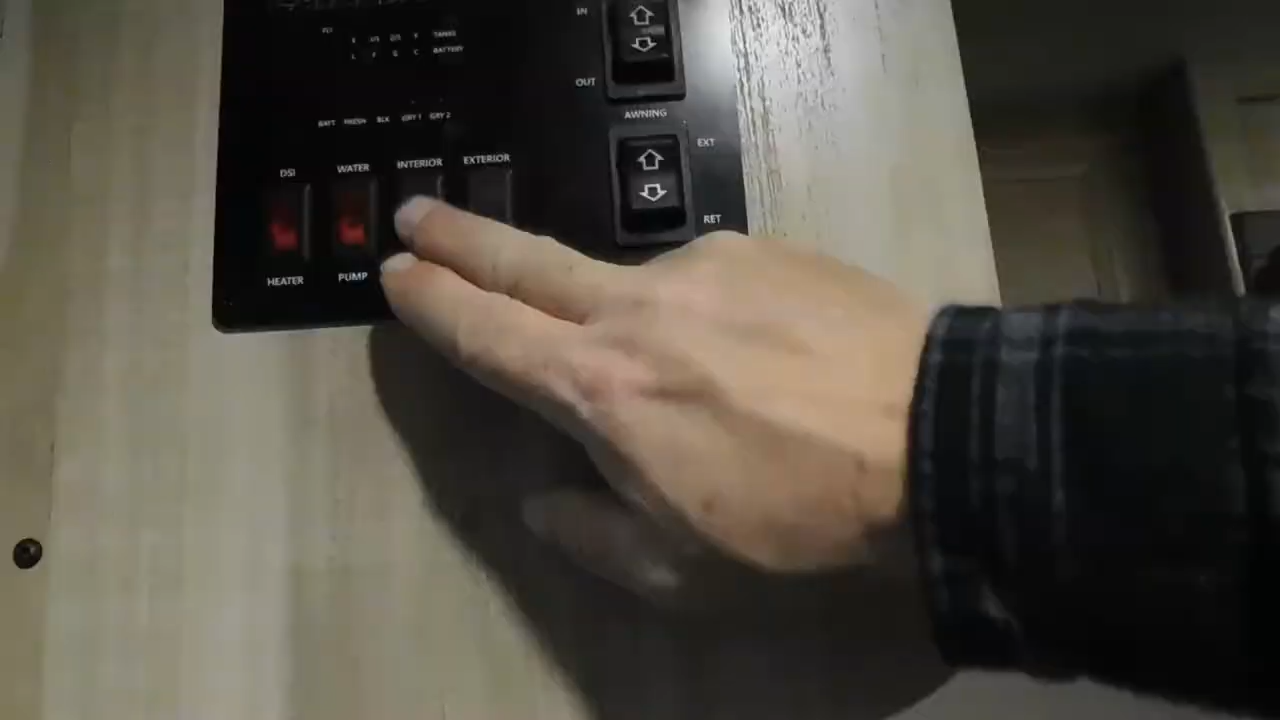 IN
TANKS
BATTERY
OUT
AWNING
BATT FRESH BLK GRY 1 GRY 2
EXT
DSI WATER INTERIOR EXTERIOR
RET
HEATER PUMP